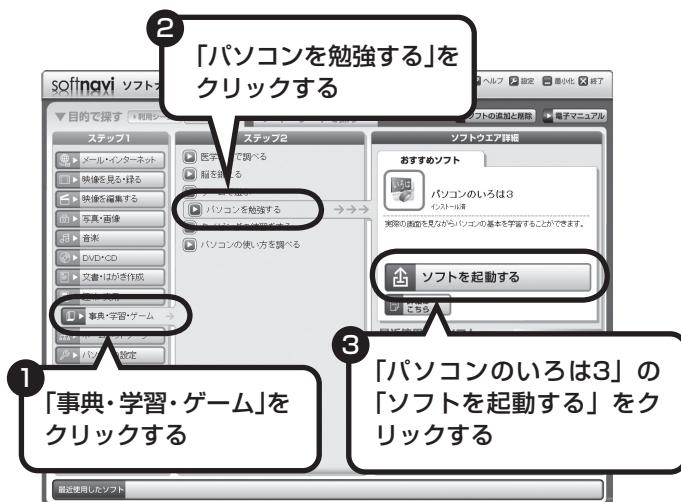 2
「パソコンを勉強する」を
クリックする
softnavi ソフトナ
ヘルプ 設定 最小化 終了
▼目的で探す
ソフトの追加と削除 電子マニュアル
ステップ1
ステップ2
ソフトウエア詳細
メール・インターネット
映像を見る・録る
映像を編集する
写真・画像
音楽
DVD・CD
文書・はがき作成
事典・学習・ゲーム
で調べる
パソコンを勉強する
パソコンの使い方を調べる
おすすめソフト
パソコンのいろは3
インストール済
実際の画面を見ながらパソコンの基本を学習することができます。
ソフトを起動する
こちら
1
「事典・学習・ゲーム」を
クリックする
3
「パソコンのいろは3」の
「ソフトを起動する」をク
リックする
最近使用したソフト